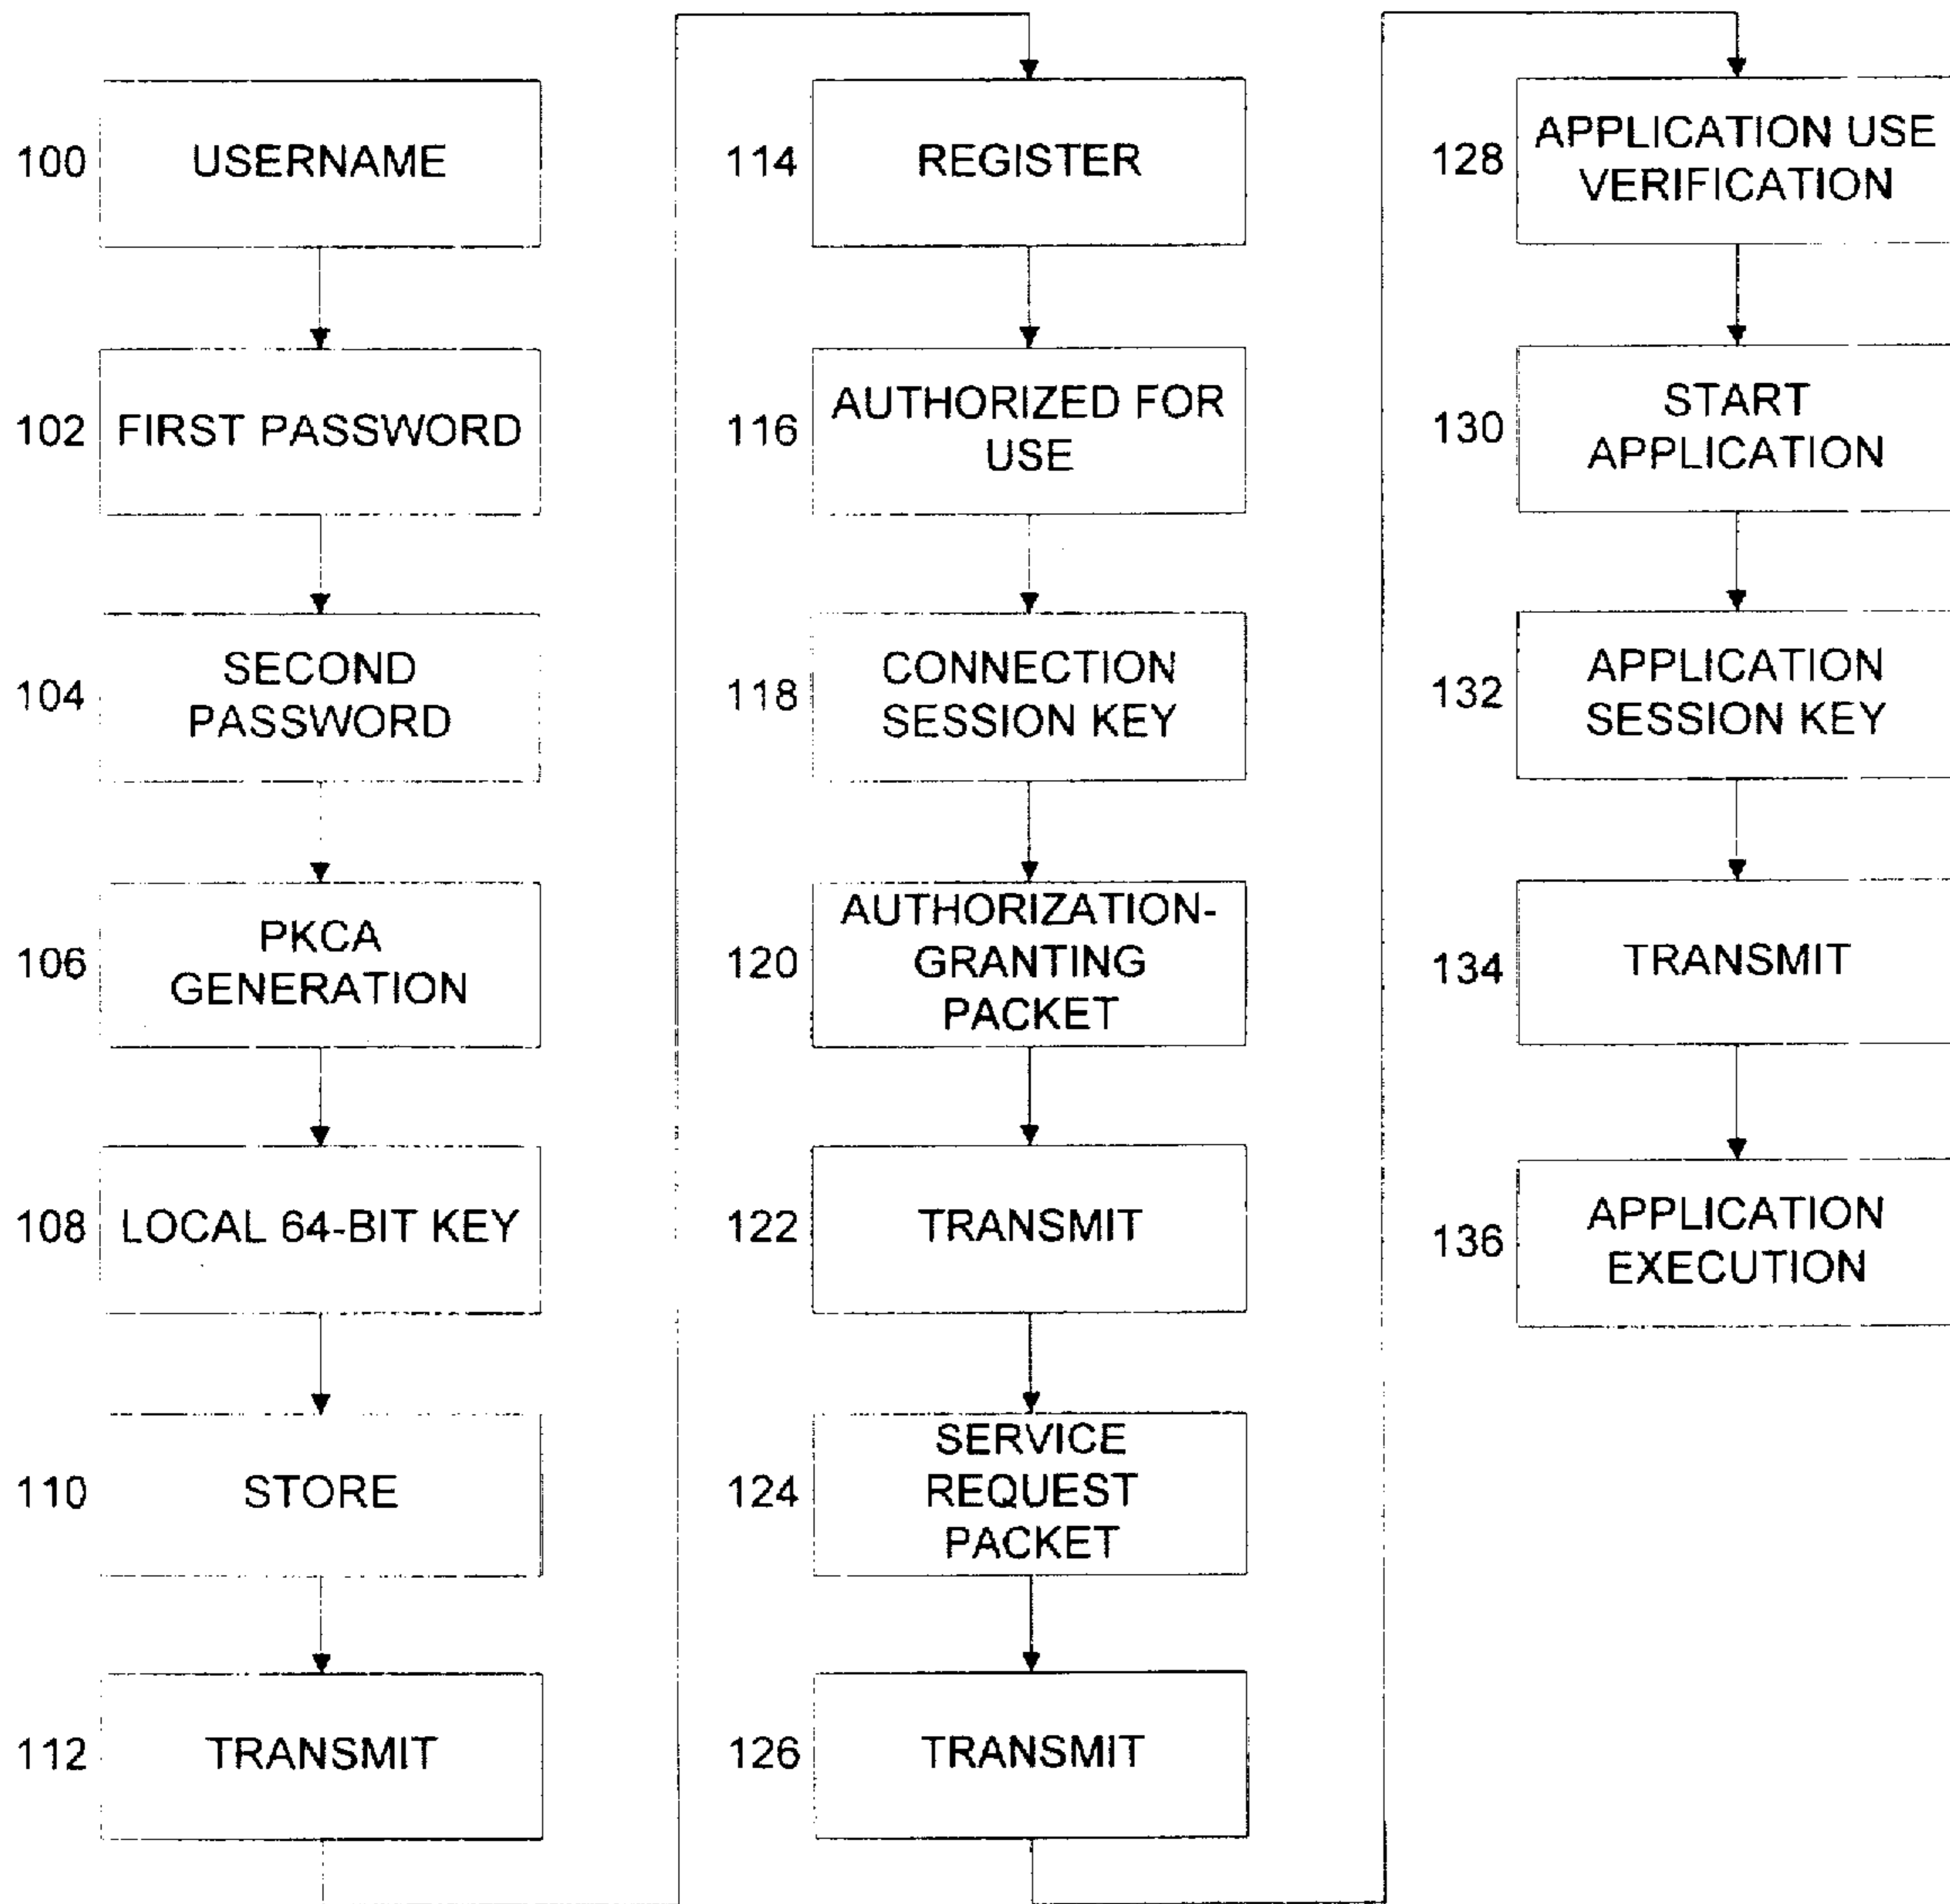 100
USERNAME
102
FIRST PASSWORD
104
SECOND
PASSWORD
106
PKCA
GENERATION
108
LOCAL 64-BIT KEY
110
STORE
112
TRANSMIT
114
REGISTER
116
AUTHORIZED FOR
USE
118
CONNECTION
SESSION KEY
120
AUTHORIZATION-
GRANTING
PACKET
122
TRANSMIT
124
SERVICE
REQUEST
PACKET
126
TRANSMIT
128
APPLICATION USE
VERIFICATION
130
START
APPLICATION
132
APPLICATION
SESSION KEY
134
TRANSMIT
136
APPLICATION
EXECUTION